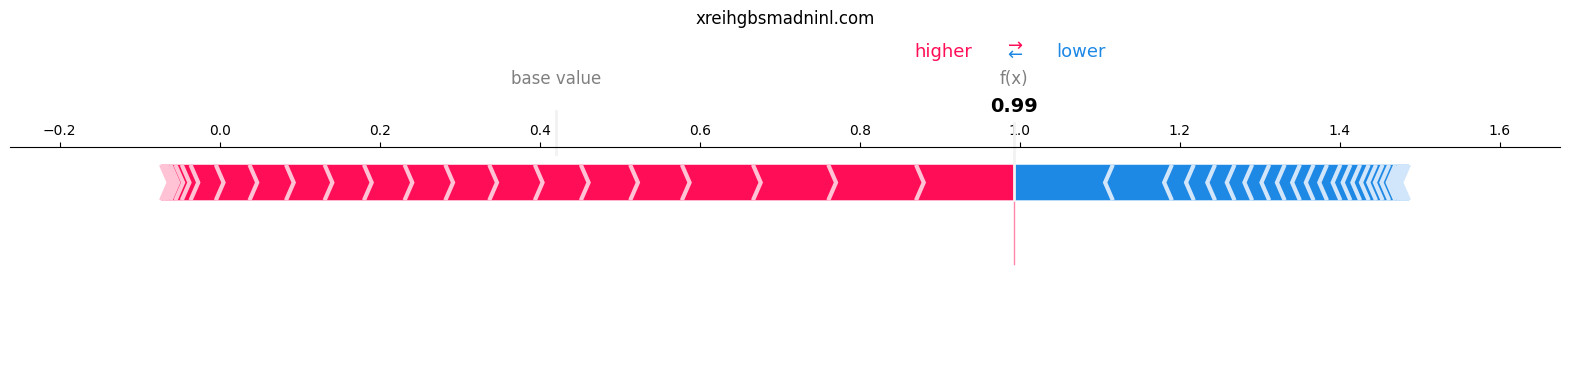 xreihgbsmadninl.com
higher ⇄ lower
base value f(x)
0.99
−0.2 0.0 0.2 0.4 0.6 0.8 1.0 1.2 1.4 1.6